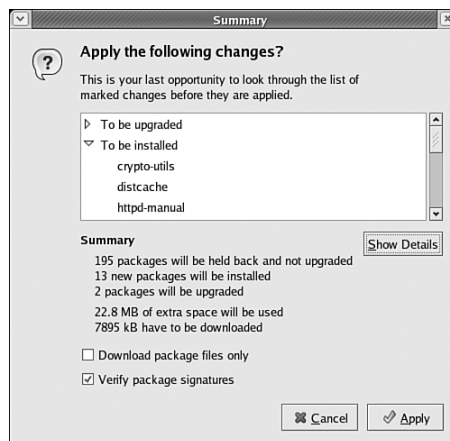 Summary
Apply the following changes?
This is your last opportunity to look through the list of
marked changes before they are applied.
To be upgraded
To be installed
crypto-utils
distcache
httpd-manual
Summary
Show Details
195 packages will be held back and not upgraded
13 new packages will be installed
2 packages will be upgraded
22.8 MB of extra space will be used
7895 kB have to be downloaded
Download package files only
Verify package signatures
Cancel
Apply